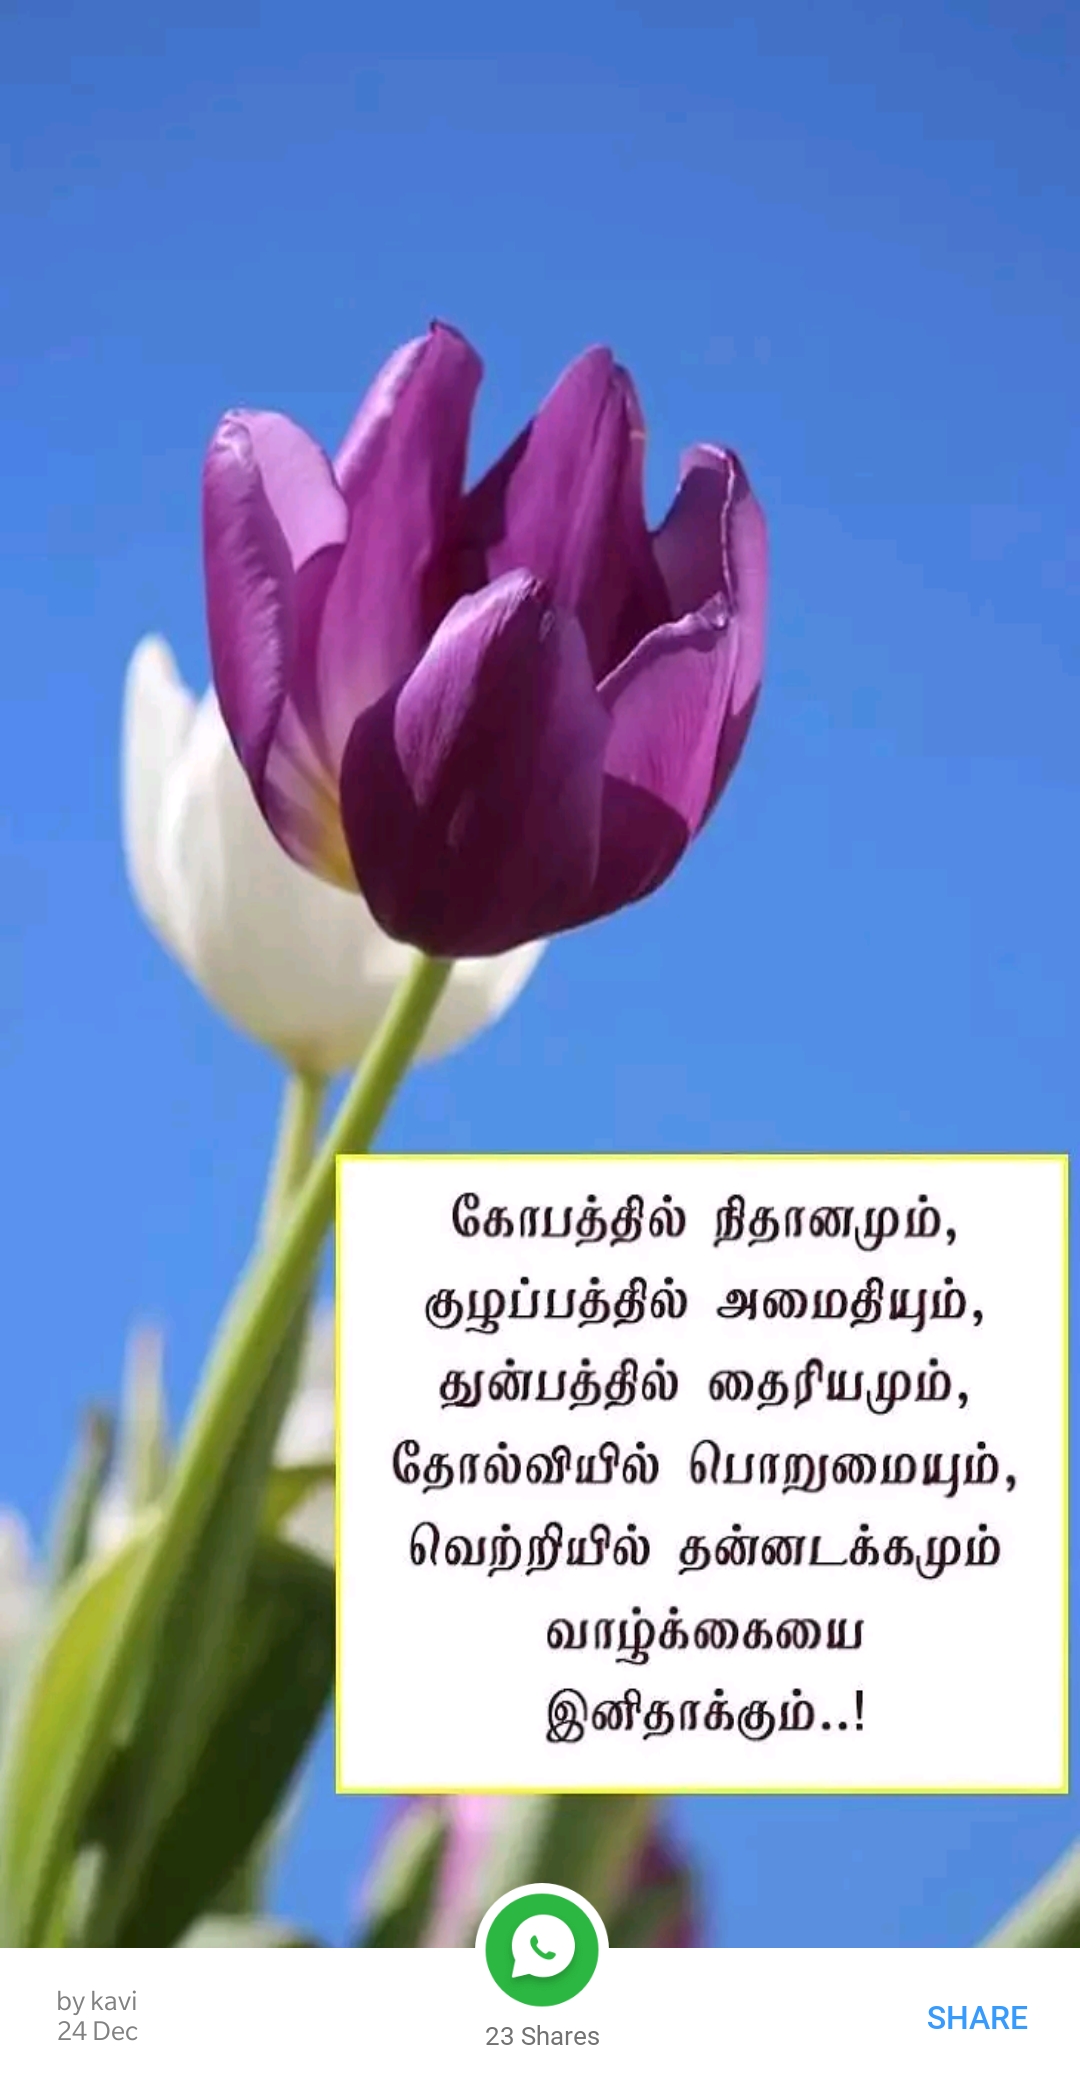 கோபத்தில் நிதானமும்,
குழப்பத்தில் அமைதியும்,
துன்பத்தில் தைரியமும்,
தோல்வியில் பொறுமையும்,
வெற்றியில் தன்னடக்கமும்
வாழ்க்கையை
இனிதாக்கும்..!
by kavi
24 Dec
23 Shares
SHARE